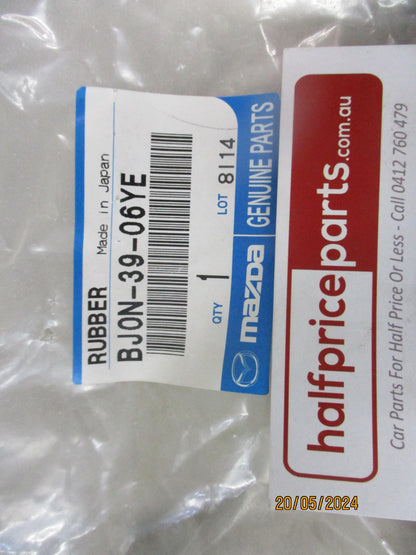 RUBBER
Made in Japan
BJ0N-39-06YE
QTY 1
LOT 8I14
mazda GENUINE PARTS
halfpriceparts.com.au
Car Parts For Half Price Or Less - Call 0412 760 479
20/05/2024